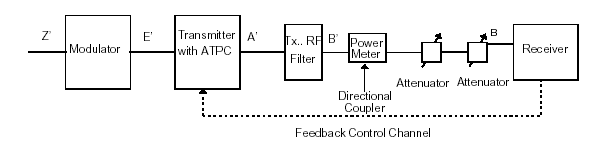 Z'
Modulator
E'
Transmitter
with ATPC
A'
Tx.. RF
Filter
B'
Power
Meter
Directional
Coupler
Attenuator
Attenuator
B
Receiver
Feedback Control Channel